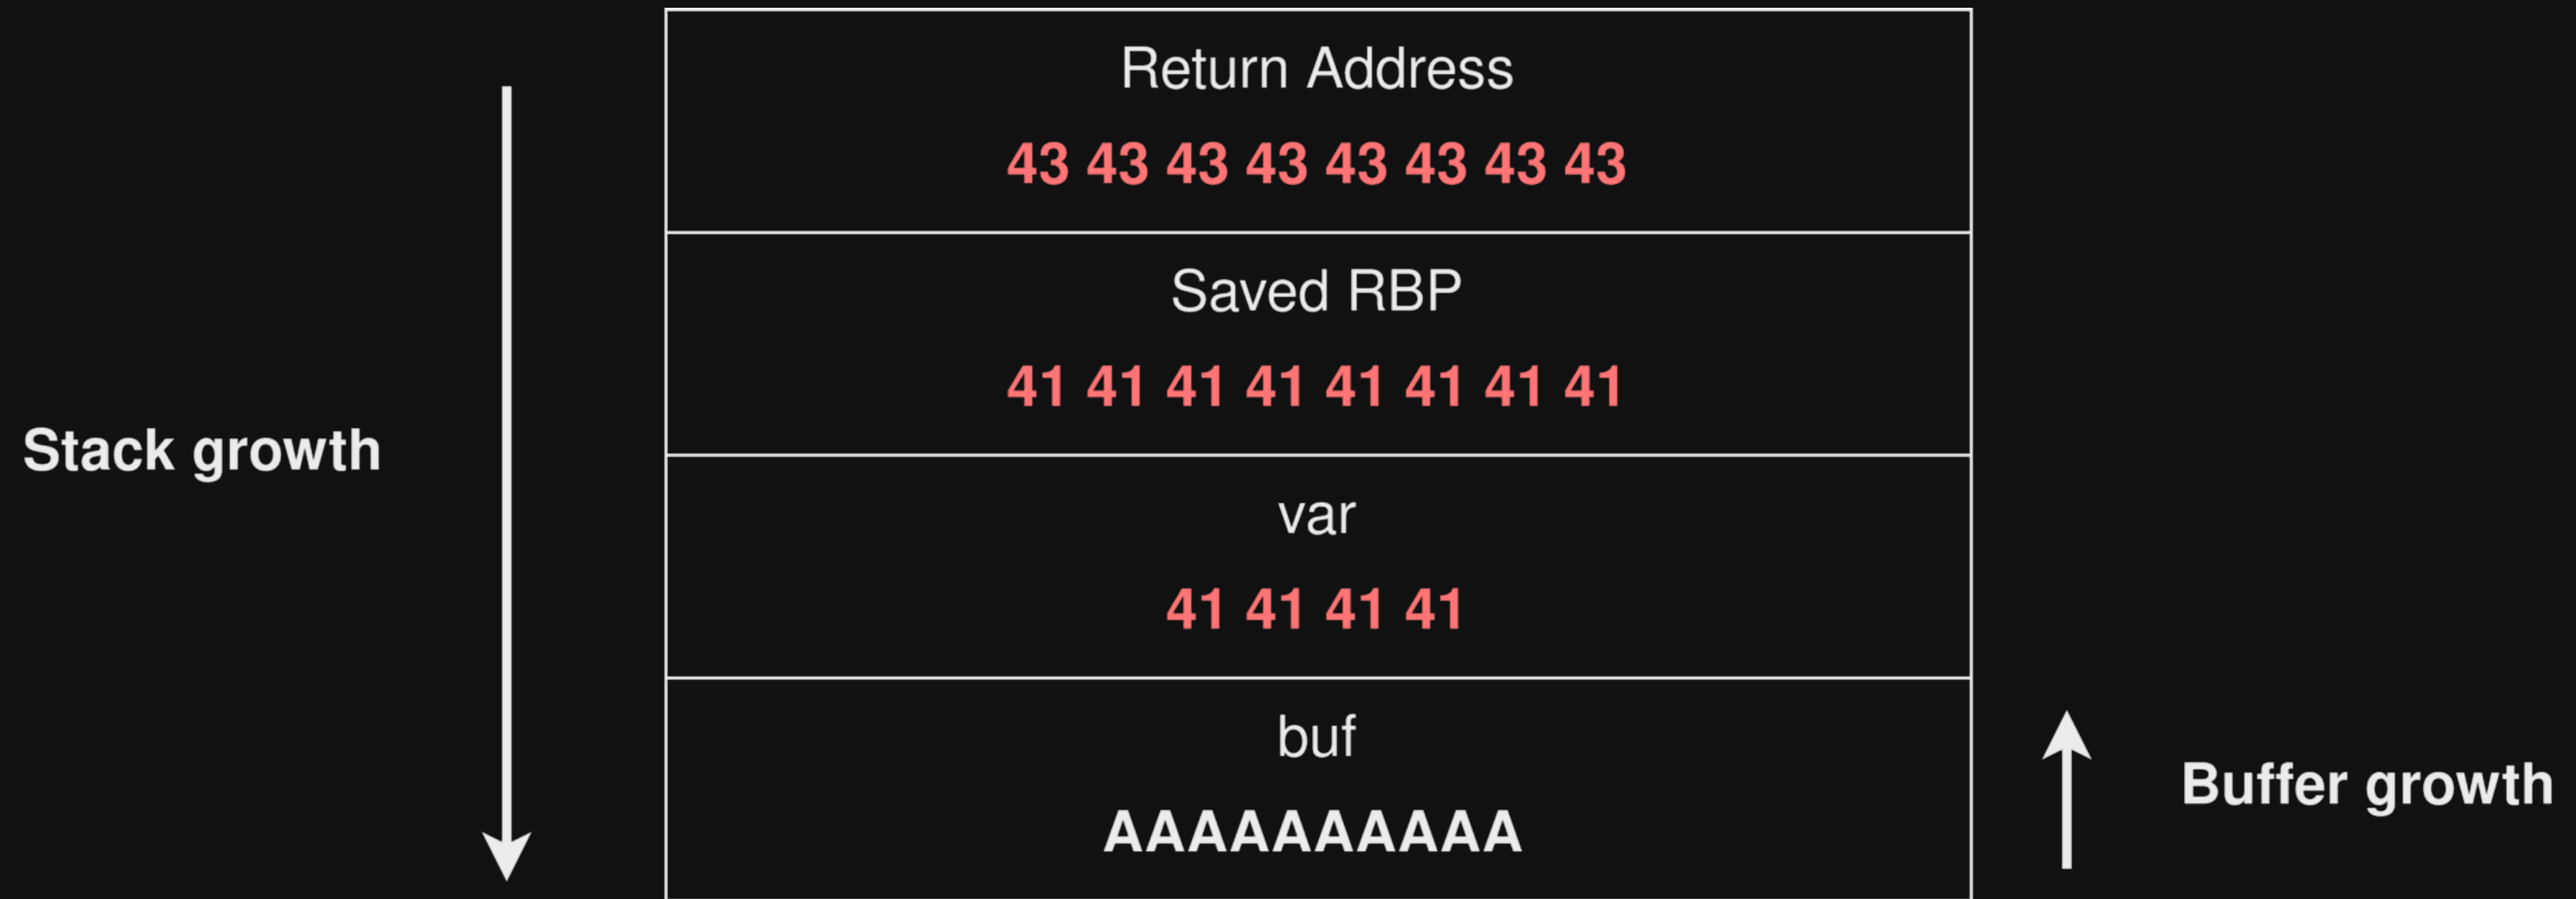 Return Address
43 43 43 43 43 43 43 43
Saved RBP
41 41 41 41 41 41 41 41
Stack growth
var
41 41 41 41
buf
AAAAAAAAAA
Buffer growth